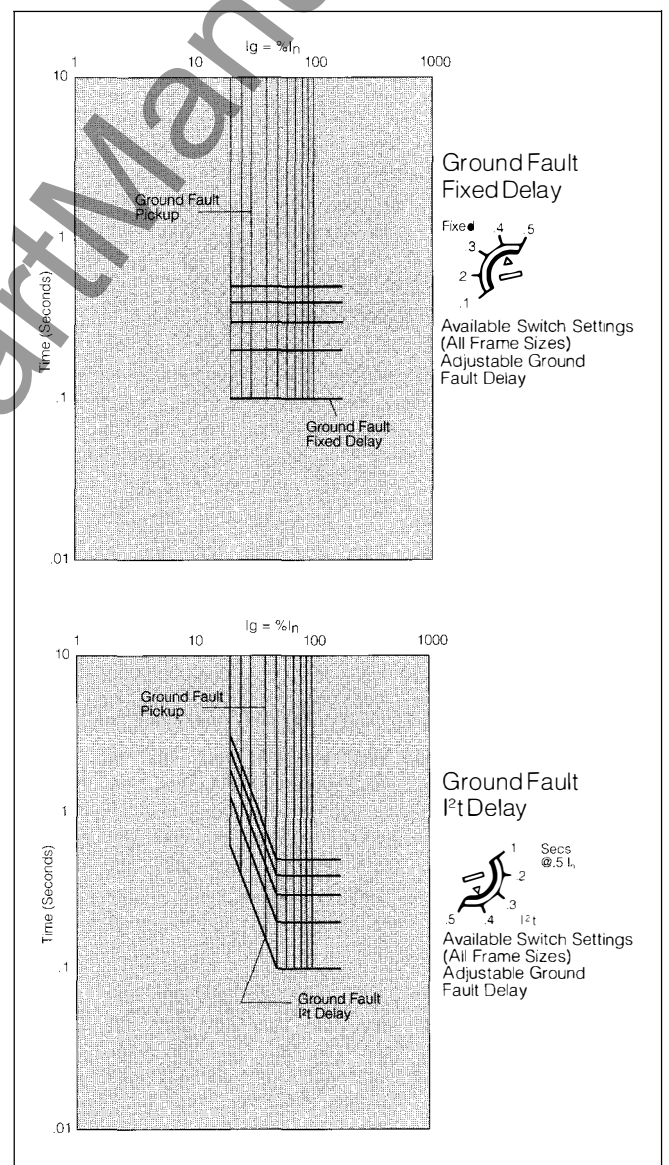 Ig = %In
1 10 100 1000
10
1
.1
.01
Time (Seconds)
Ground Fault
Pickup
Ground Fault
Fixed Delay
Ground Fault
Fixed Delay
Fixed
.1
.2
.3
.4
.5
Available Switch Settings
(All Frame Sizes)
Adjustable Ground
Fault Delay
Ig = %In
1 10 100 1000
10
1
.1
.01
Time (Seconds)
Ground Fault
Pickup
Ground Fault
I²t Delay
Ground Fault
I²t Delay
.1
.2
.3
.4
.5
Secs
@.5 In
I²t
Available Switch Settings
(All Frame Sizes)
Adjustable Ground
Fault Delay